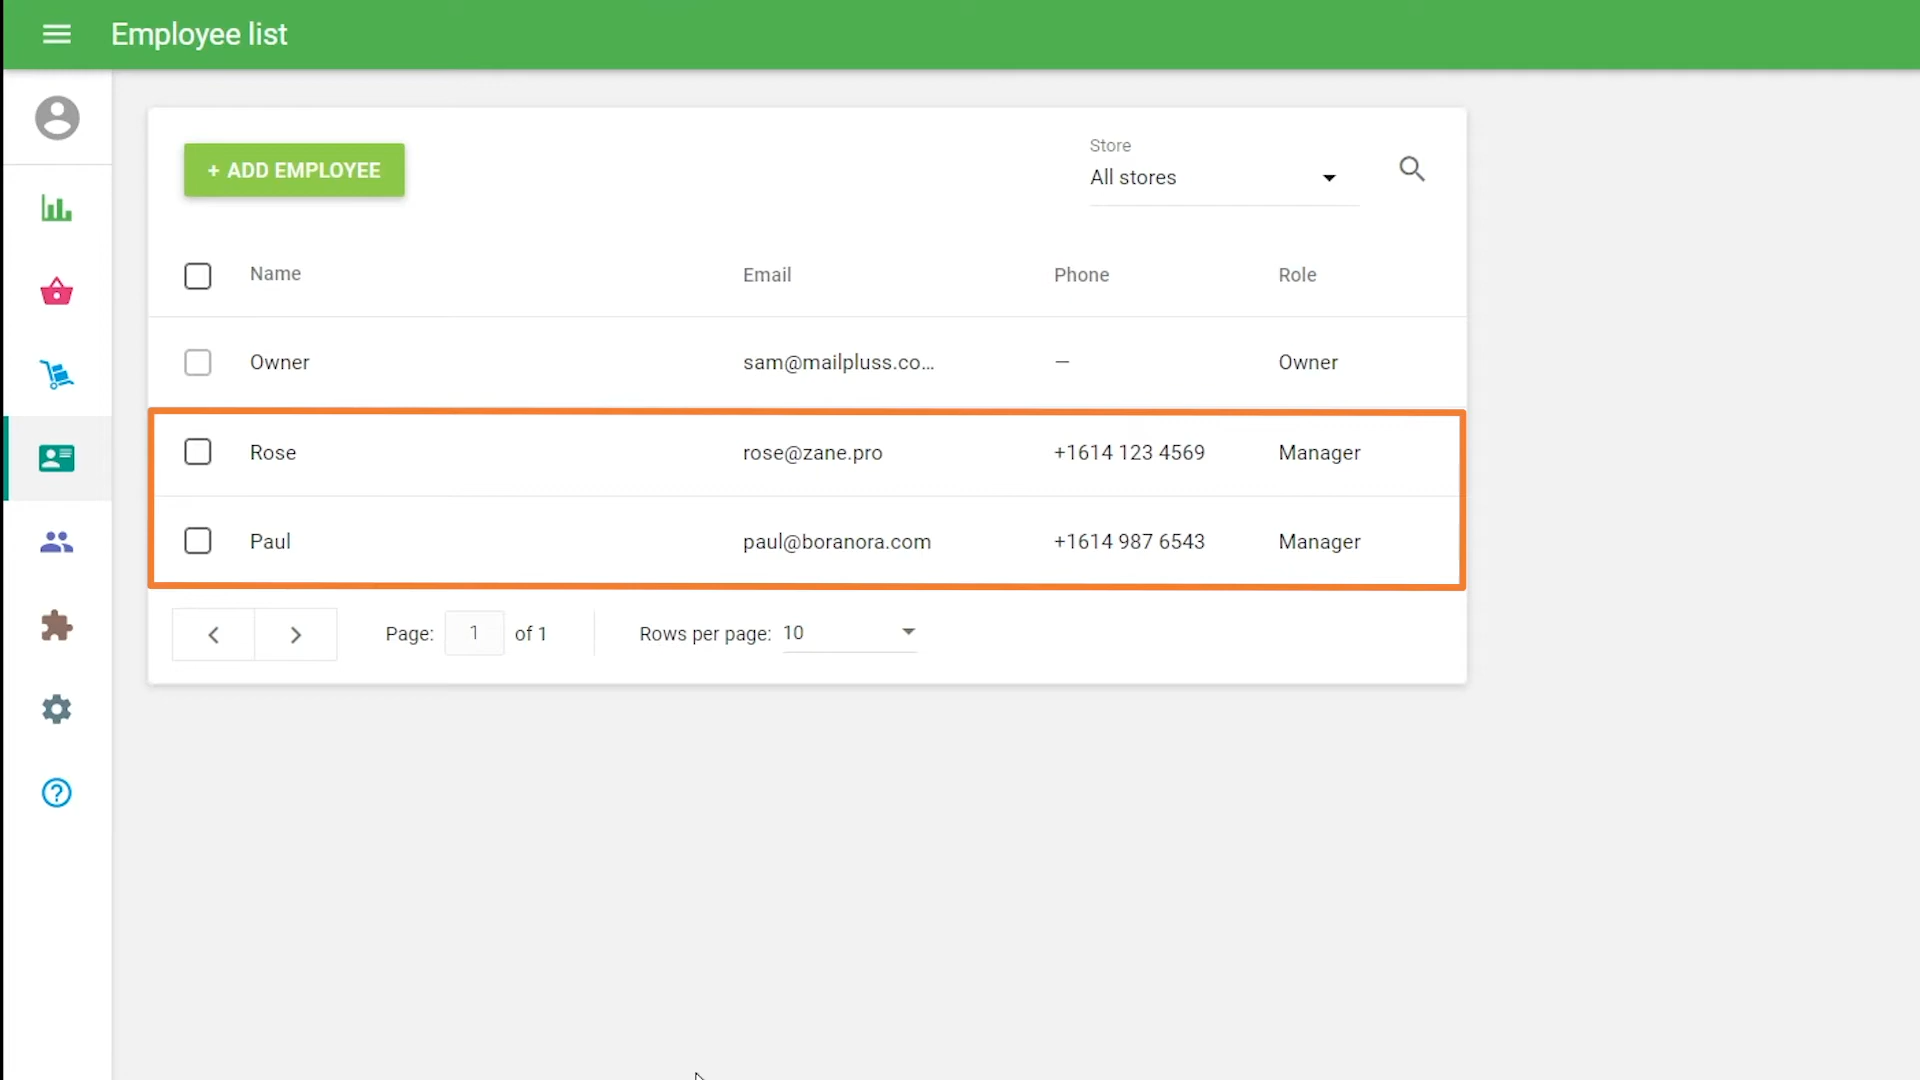 Employee list
+ ADD EMPLOYEE
Store
All stores
Name Email Phone Role
Owner sam@mailpluss.co... — Owner
Rose rose@zane.pro +1614 123 4569 Manager
Paul paul@boranora.com +1614 987 6543 Manager
Page: 1 of 1 Rows per page: 10